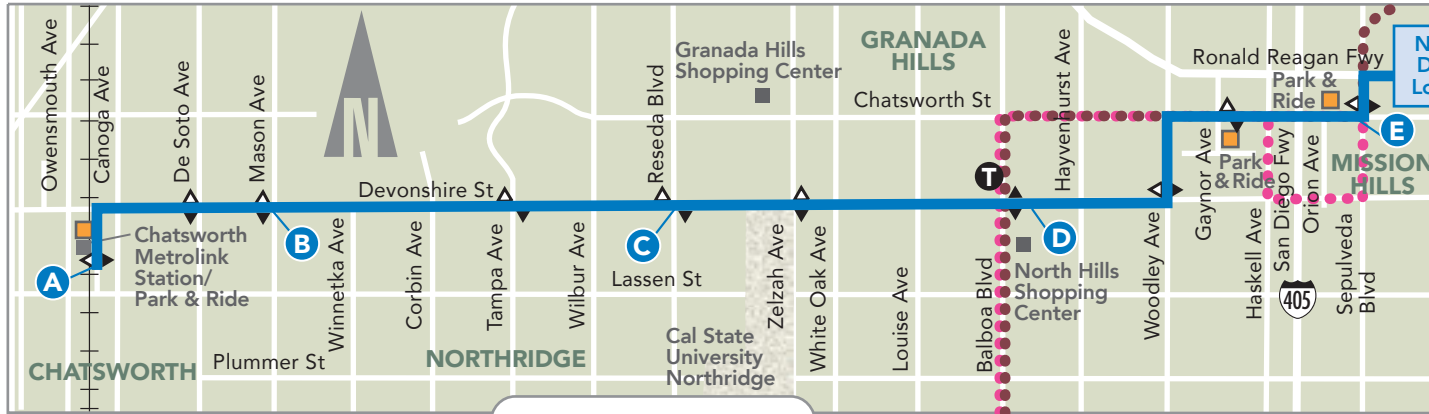 Owensmouth Ave
Canoga Ave
De Soto Ave
Mason Ave
N
Reseda Blvd
Granada Hills
Shopping Center
GRANADA
HILLS
Chatsworth St
Hayvenhurst Ave
Ronald Reagan Fwy
Park &
Ride
N
D
Lo
E
MISSION
HILLS
Park
& Ride
Gaynor Ave
San Diego Fwy
Orion Ave
Devonshire St
T
A
B
C
D
Chatsworth
Metrolink
Station/
Park & Ride
Winnetka Ave
Corbin Ave
Tampa Ave
Wilbur Ave
Lassen St
Zelzah Ave
White Oak Ave
Louise Ave
Balboa Blvd
North Hills
Shopping
Center
Woodley Ave
Haskell Ave
405
Sepulveda
Blvd
Cal State
University
Northridge
CHATSWORTH
Plummer St
NORTHRIDGE